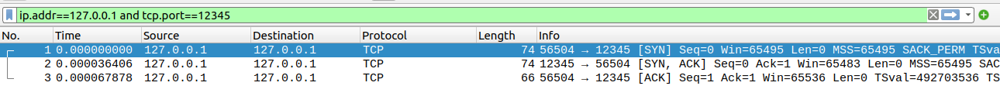 ip.addr==127.0.0.1 and tcp.port==12345
No. Time Source Destination Protocol Length Info
1 0.000000000 127.0.0.1 127.0.0.1 TCP 74 56504 → 12345 [SYN] Seq=0 Win=65495 Len=0 MSS=65495 SACK_PERM TSva
2 0.000036406 127.0.0.1 127.0.0.1 TCP 74 12345 → 56504 [SYN, ACK] Seq=0 Ack=1 Win=65483 Len=0 MSS=65495 SAC
3 0.000067878 127.0.0.1 127.0.0.1 TCP 66 56504 → 12345 [ACK] Seq=1 Ack=1 Win=65536 Len=0 TSval=492703536 TS